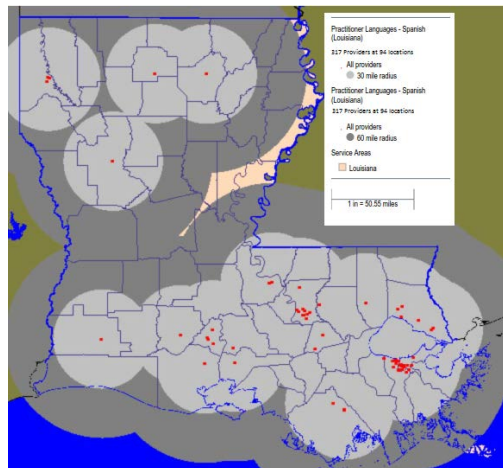 Practitioner Languages - Spanish
(Louisiana)
317 Providers at 94 locations
All providers
30 mile radius
Practitioner Languages - Spanish
(Louisiana)
317 Providers at 94 locations
All providers
60 mile radius
Service Areas
Louisiana
1 in = 50.55 miles